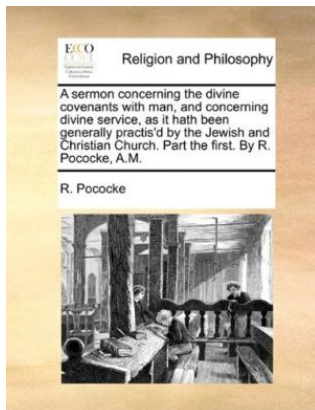 ECCO
Religion and Philosophy
A sermon concerning the divine
covenants with man, and concerning
divine service, as it hath been
generally practis'd by the Jewish and
Christian Church. Part the first. By R.
Pococke, A.M.
R. Pococke